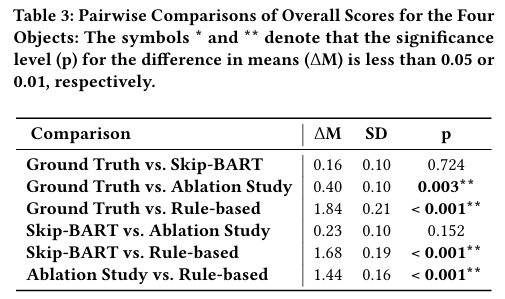 Table 3: Pairwise Comparisons of Overall Scores for the Four
Objects: The symbols * and ** denote that the significance
level (p) for the difference in means (ΔM) is less than 0.05 or
0.01, respectively.
Comparison ΔM SD p
Ground Truth vs. Skip-BART 0.16 0.10 0.724
Ground Truth vs. Ablation Study 0.40 0.10 0.003**
Ground Truth vs. Rule-based 1.84 0.21 < 0.001**
Skip-BART vs. Ablation Study 0.23 0.10 0.152
Skip-BART vs. Rule-based 1.68 0.19 < 0.001**
Ablation Study vs. Rule-based 1.44 0.16 < 0.001**